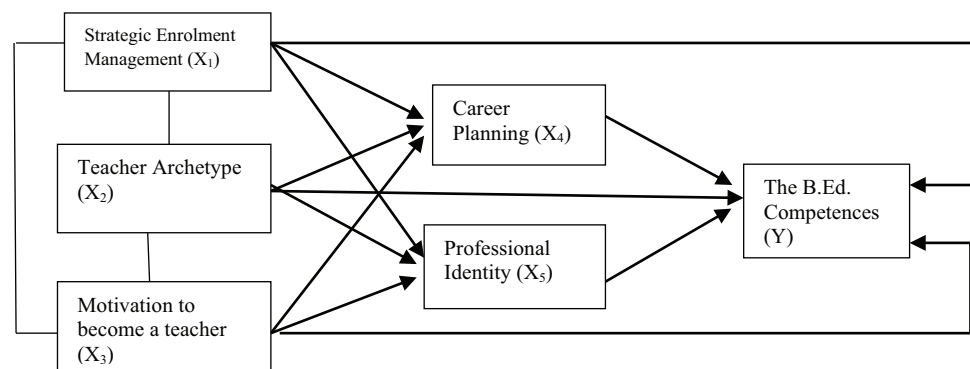 Strategic Enrolment
Management (X₁)
Career
Planning (X₄)
Teacher Archetype
(X₂)
The B.Ed.
Competences
(Y)
Professional
Identity (X₅)
Motivation to
become a teacher
(X₃)